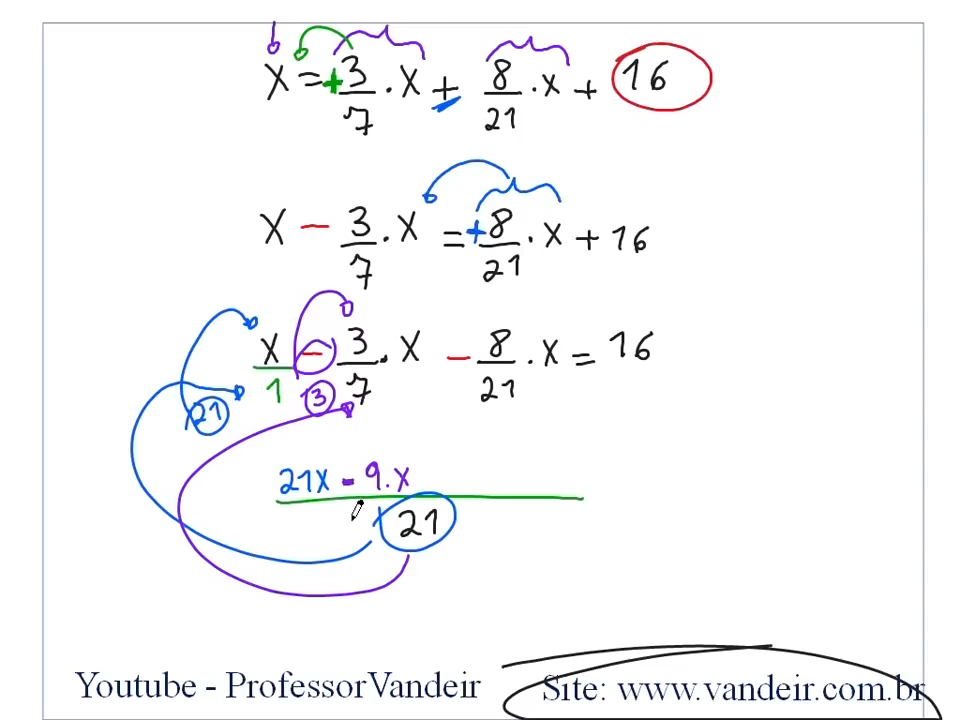 x = +3/7 . x + 8/21 . x + 16
x - 3/7 . x = +8/21 . x + 16
x/1 - 3/7 . x - 8/21 . x = 16
21 3
21x - 9.x
21
Youtube - ProfessorVandeir
Site: www.vandeir.com.br